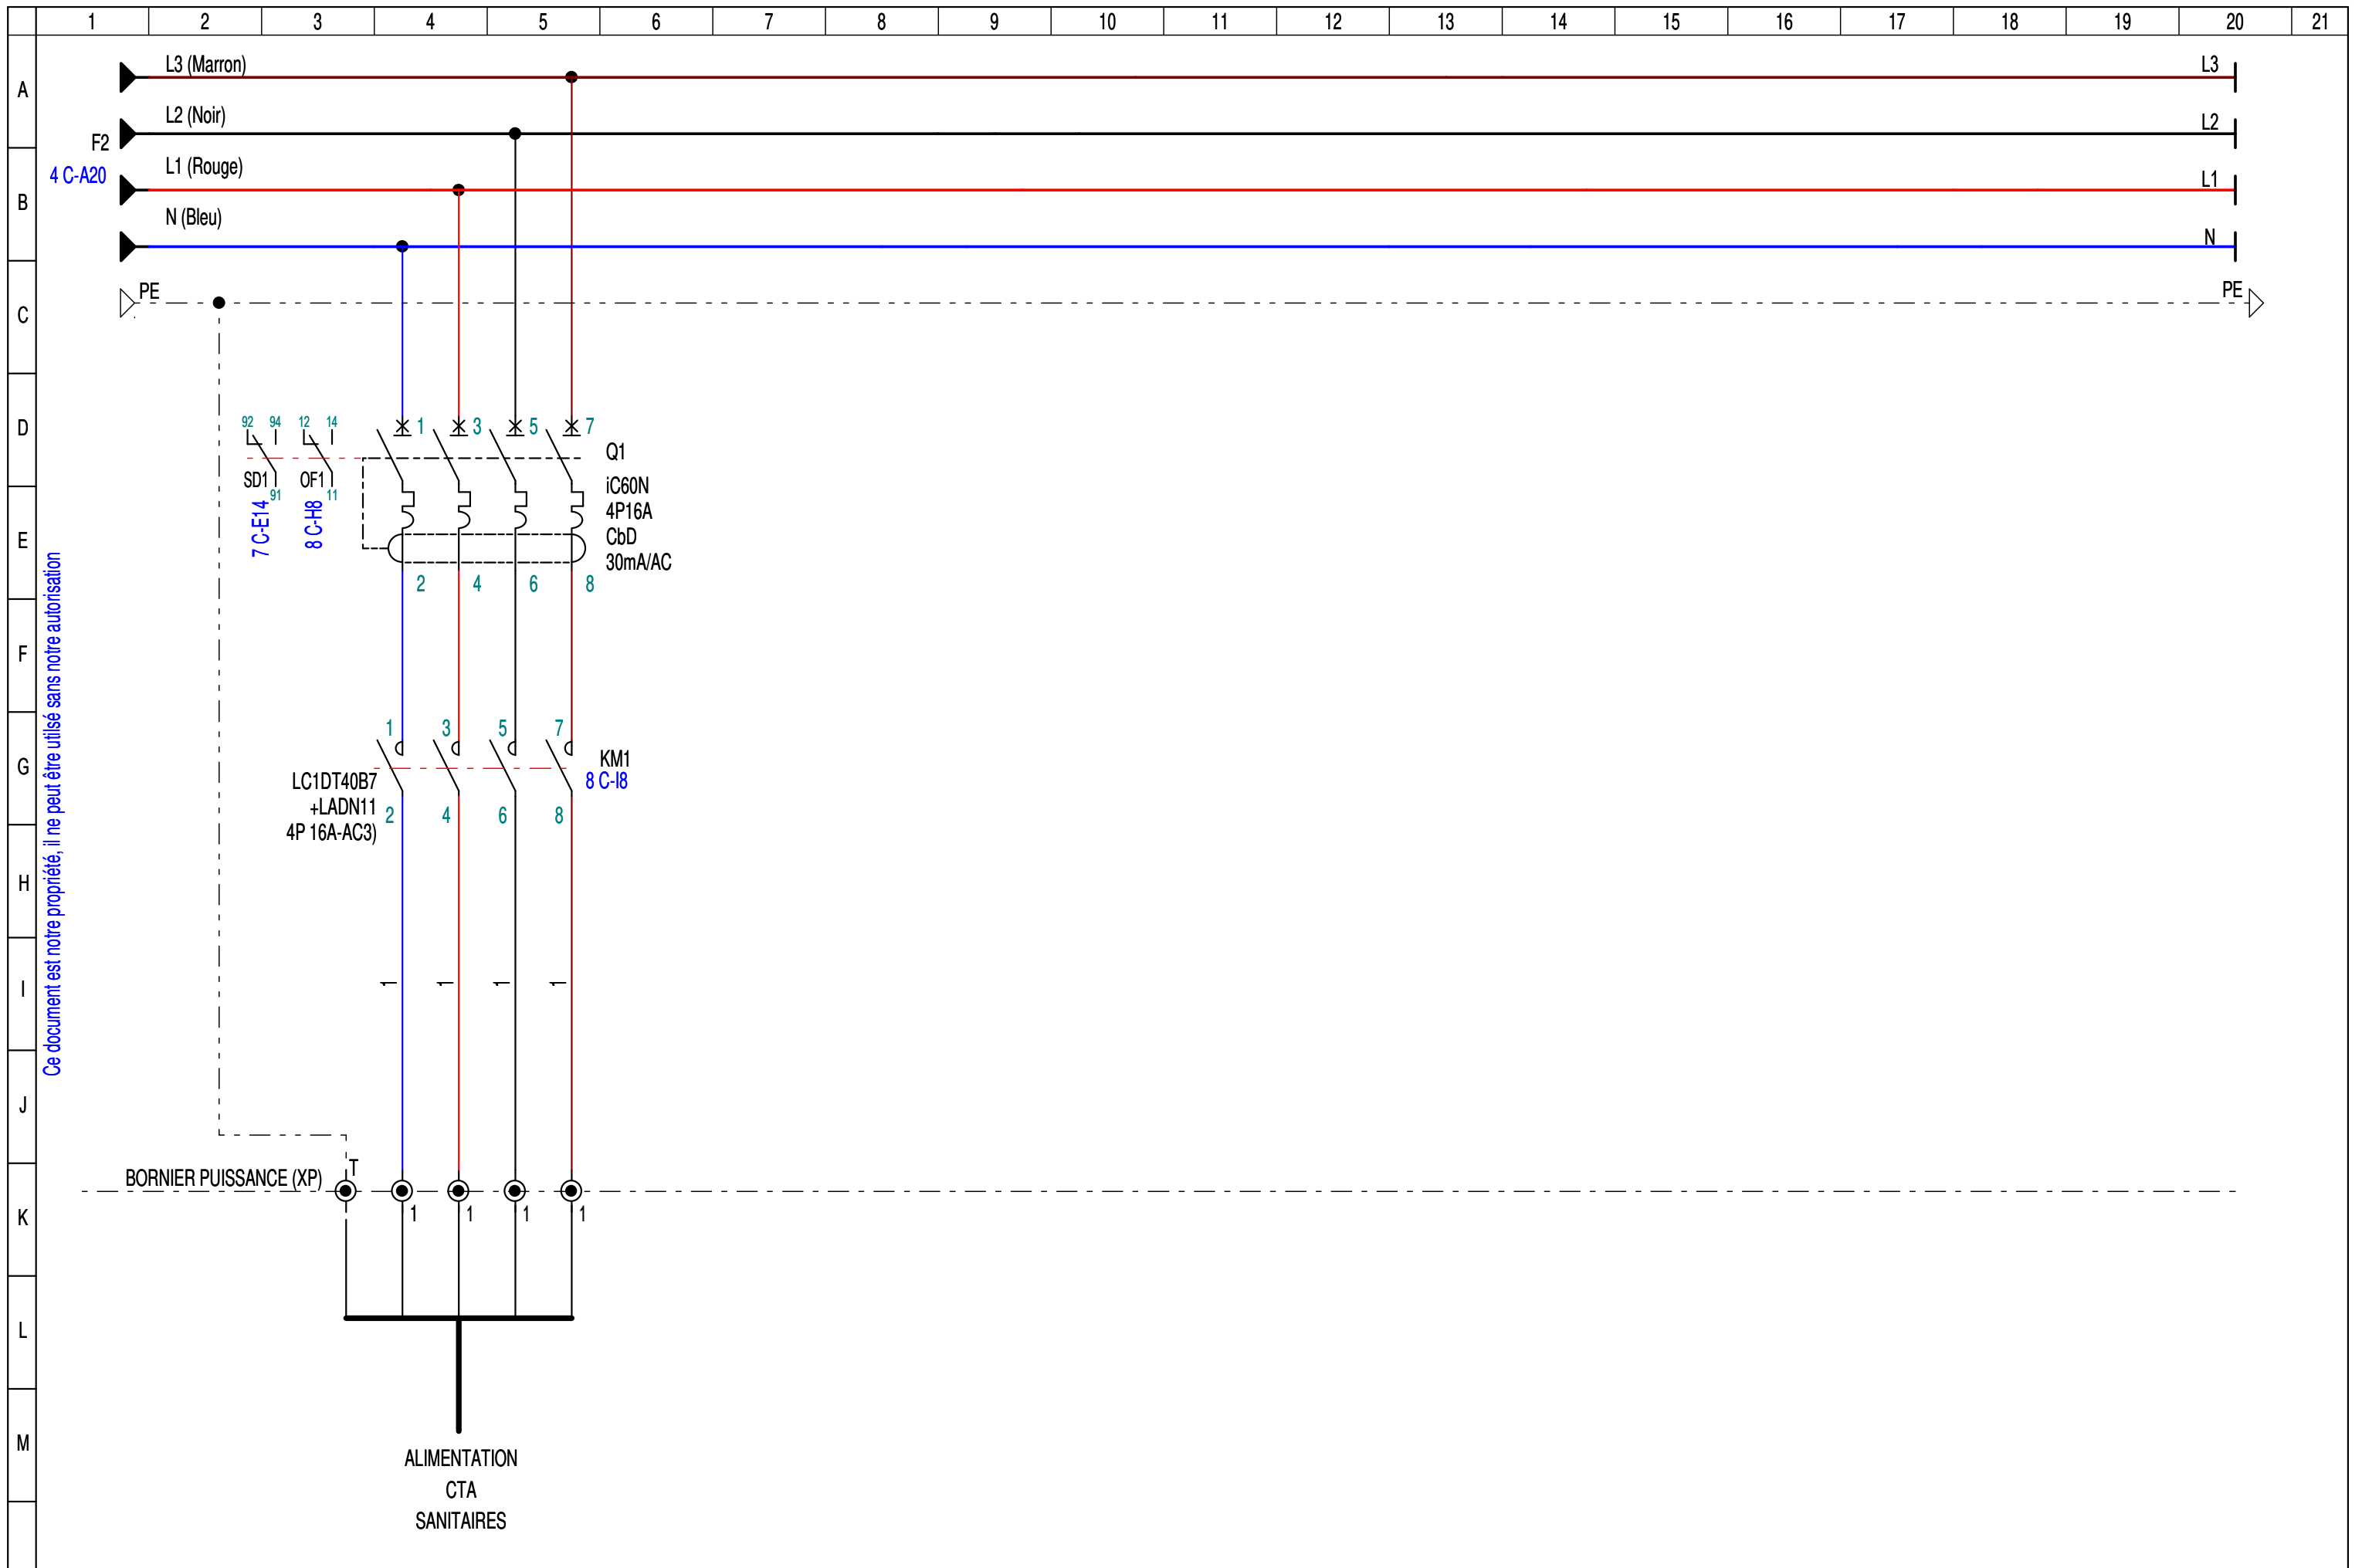 1 2 3 4 5 6 7 8 9 10 11 12 13 14 15 16 17 18 19 20 21
A
B
C
D
E
F
G
H
I
J
K
L
M
L3 (Marron)
L3
L2 (Noir)
L2
F2
L1 (Rouge)
L1
4 C-A20
N (Bleu)
N
PE
PE
92 94 12 14
1 3 5 7
Q1
SD1 OF1
91 11
iC60N
4P16A
CbD
30mA/AC
7 C-E14
8 C-H8
2 4 6 8
Ce document est notre propriété, il ne peut être utilsé sans notre autorisation
1 3 5 7
KM1
8 C-I8
LC1DT40B7
+LADN11
4P 16A-AC3)
2 4 6 8
1 1 1 1
T
BORNIER PUISSANCE (XP)
1 1 1 1
ALIMENTATION
CTA
SANITAIRES